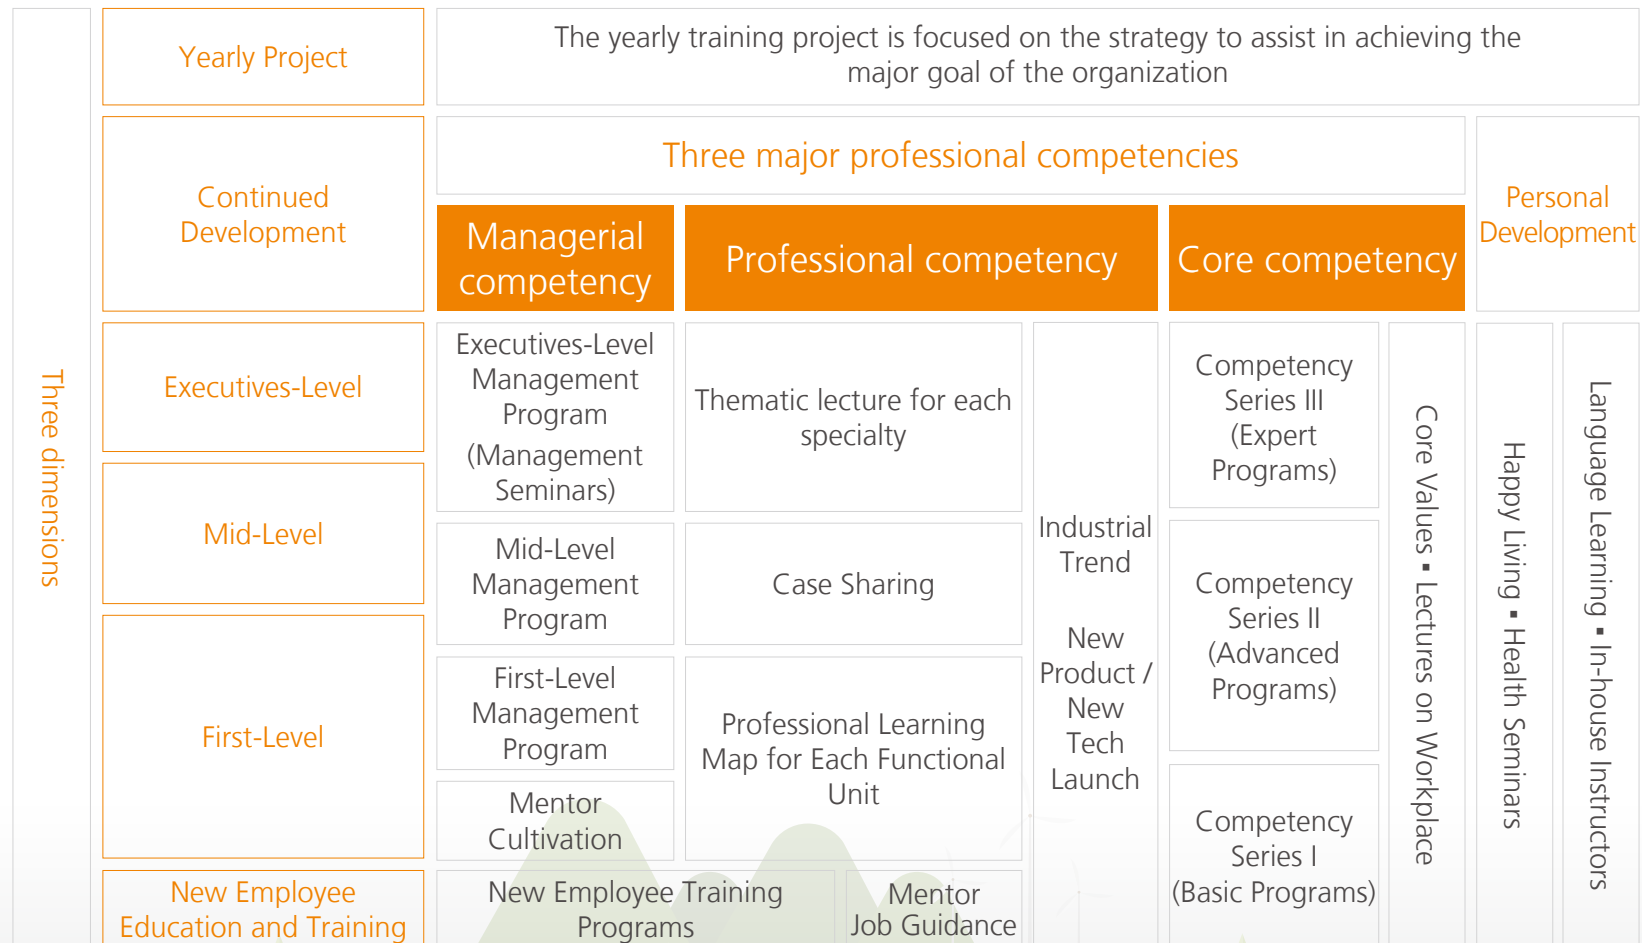 Three dimensions
Yearly Project
The yearly training project is focused on the strategy to assist in achieving the
major goal of the organization
Continued
Development
Three major professional competencies
Managerial
competency
Professional competency
Core competency
Personal
Development
Executives-Level
Mid-Level
First-Level
Executives-Level
Management
Program
(Management
Seminars)
Mid-Level
Management
Program
First-Level
Management
Program
Mentor
Cultivation
Thematic lecture for each
specialty
Case Sharing
Professional Learning
Map for Each Functional
Unit
Industrial
Trend
New
Product /
New
Tech
Launch
Competency
Series III
(Expert
Programs)
Competency
Series II
(Advanced
Programs)
Competency
Series I
(Basic Programs)
Core Values ▪ Lectures on Workplace
Happy Living ▪ Health Seminars
Language Learning ▪ In-house Instructors
New Employee
Education and Training
New Employee Training
Programs
Mentor
Job Guidance